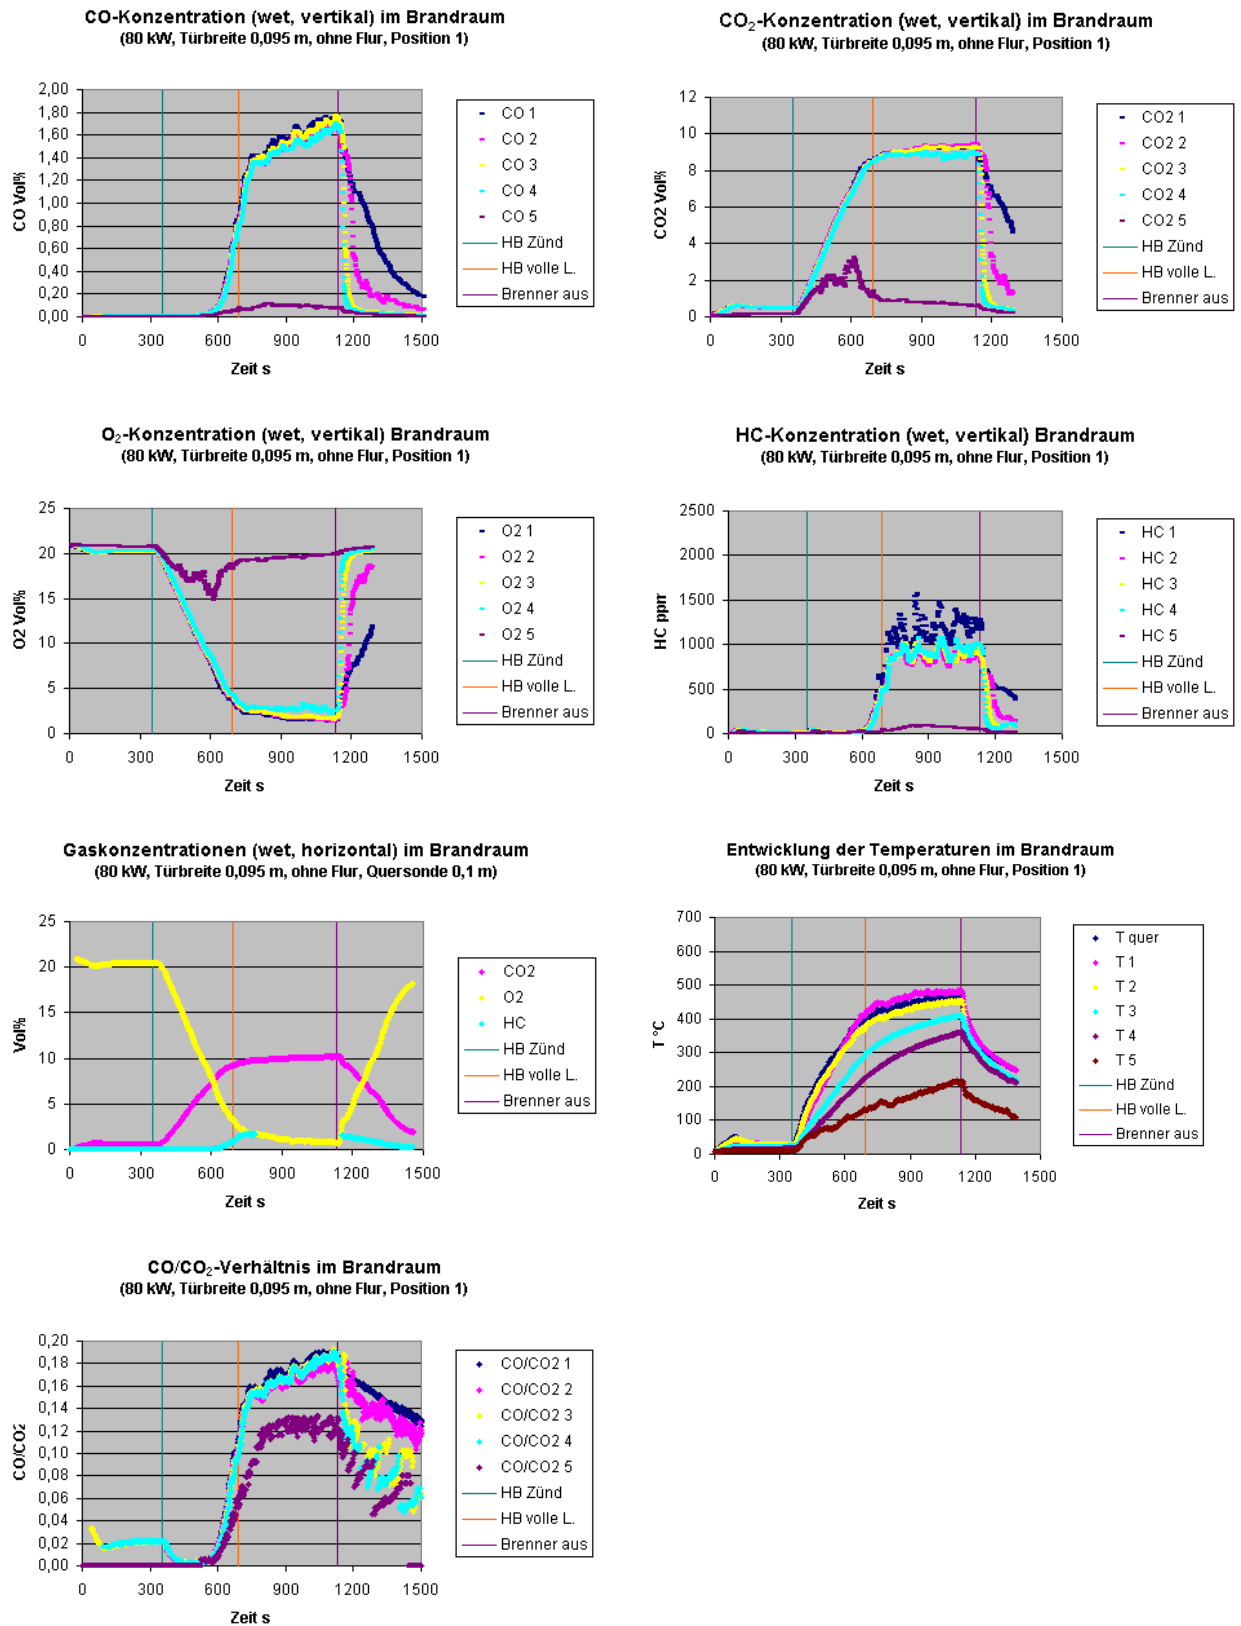 CO-Konzentration (wet, vertikal) im Brandraum
(80 kW, Türbreite 0,095 m, ohne Flur, Position 1)
2,00
1,80
1,60
1,40
1,20
1,00
0,80
0,60
0,40
0,20
0,00
CO Vol%
0 300 600 900 1200 1500
Zeit s
CO 1
CO 2
CO 3
CO 4
CO 5
HB Zünd
HB volle L.
Brenner aus
CO₂-Konzentration (wet, vertikal) im Brandraum
(80 kW, Türbreite 0,095 m, ohne Flur, Position 1)
12
10
8
6
4
2
0
CO2 Vol%
0 300 600 900 1200 1500
Zeit s
CO2 1
CO2 2
CO2 3
CO2 4
CO2 5
HB Zünd
HB volle L.
Brenner aus
O₂-Konzentration (wet, vertikal) Brandraum
(80 kW, Türbreite 0,095 m, ohne Flur, Position 1)
25
20
15
10
5
0
O2 Vol%
0 300 600 900 1200 1500
Zeit s
O2 1
O2 2
O2 3
O2 4
O2 5
HB Zünd
HB volle L.
Brenner aus
HC-Konzentration (wet, vertikal) Brandraum
(80 kW, Türbreite 0,095 m, ohne Flur, Position 1)
2500
2000
1500
1000
500
0
HC ppm
0 300 600 900 1200 1500
Zeit s
HC 1
HC 2
HC 3
HC 4
HC 5
HB Zünd
HB volle L.
Brenner aus
Gaskonzentrationen (wet, horizontal) im Brandraum
(80 kW, Türbreite 0,095 m, ohne Flur, Quersonde 0,1 m)
25
20
15
10
5
0
Vol%
0 300 600 900 1200 1500
Zeit s
CO2
O2
HC
HB Zünd
HB volle L.
Brenner aus
Entwicklung der Temperaturen im Brandraum
(80 kW, Türbreite 0,095 m, ohne Flur, Position 1)
700
600
500
400
300
200
100
0
T °C
0 300 600 900 1200 1500
Zeit s
T quer
T 1
T 2
T 3
T 4
T 5
HB Zünd
HB volle L.
Brenner aus
CO/CO₂-Verhältnis im Brandraum
(80 kW, Türbreite 0,095 m, ohne Flur, Position 1)
0,20
0,18
0,16
0,14
0,12
0,10
0,08
0,06
0,04
0,02
0,00
CO/CO2
0 300 600 900 1200 1500
Zeit s
CO/CO2 1
CO/CO2 2
CO/CO2 3
CO/CO2 4
CO/CO2 5
HB Zünd
HB volle L.
Brenner aus